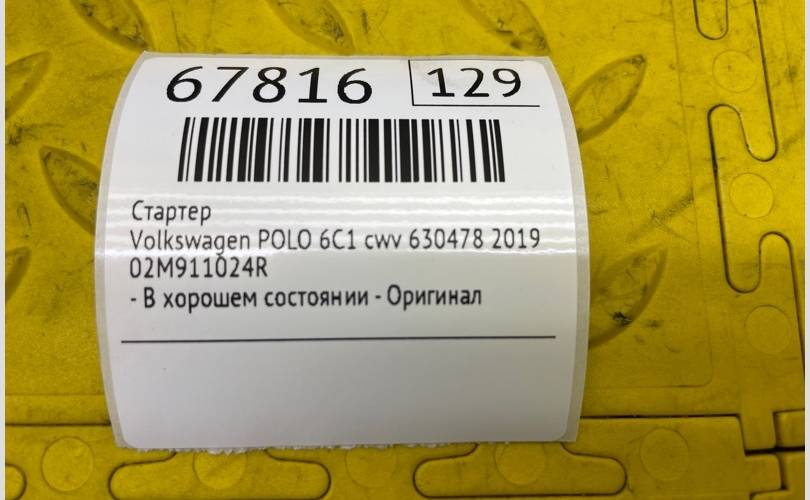 67816 129
Стартер
Volkswagen POLO 6C1 cwv 630478 2019
02M911024R
- В хорошем состоянии - Оригинал